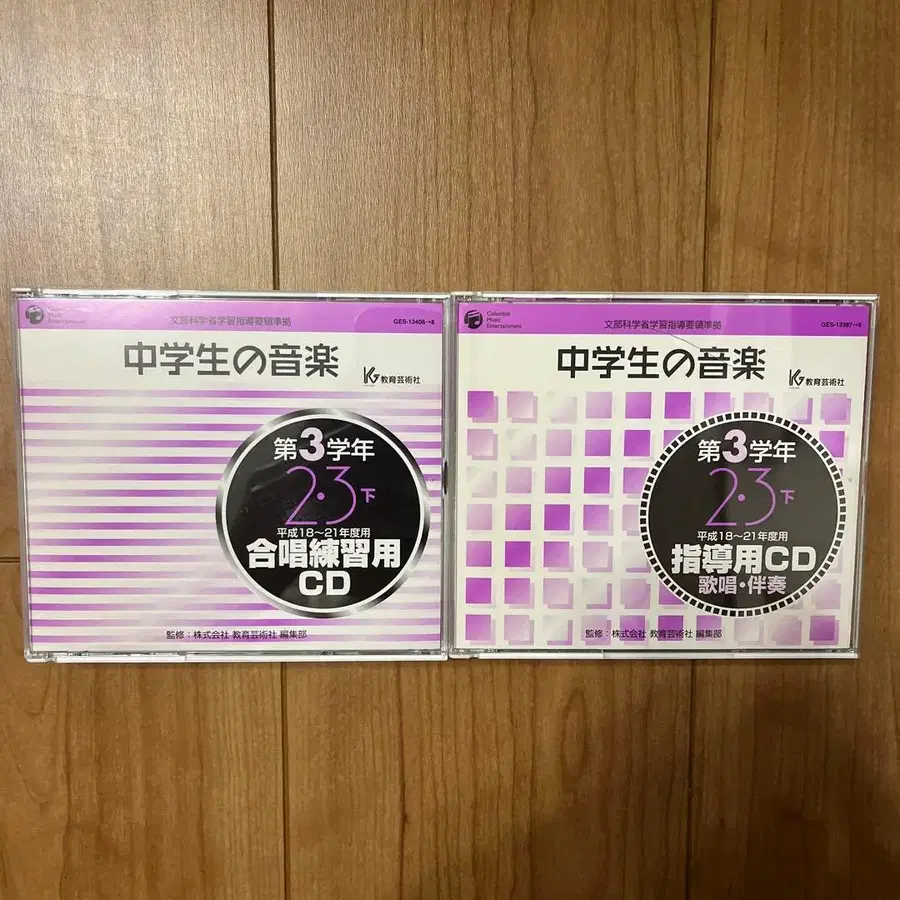 Columbia
Music
Entertainment
文部科学省学習指導要領準拠
GES-13406→8
中学生の音楽
KG 教育芸術社
第3学年
2・3下
平成18〜21年度用
合唱練習用
CD
監修：株式会社 教育芸術社 編集部
Columbia
Music
Entertainment
文部科学省学習指導要領準拠
中学生の音楽
KG 教育芸術社
第3学年
2・3下
平成18〜21年度用
指導用CD
歌唱・伴奏
監修：株式会社 教育芸術社 編集部